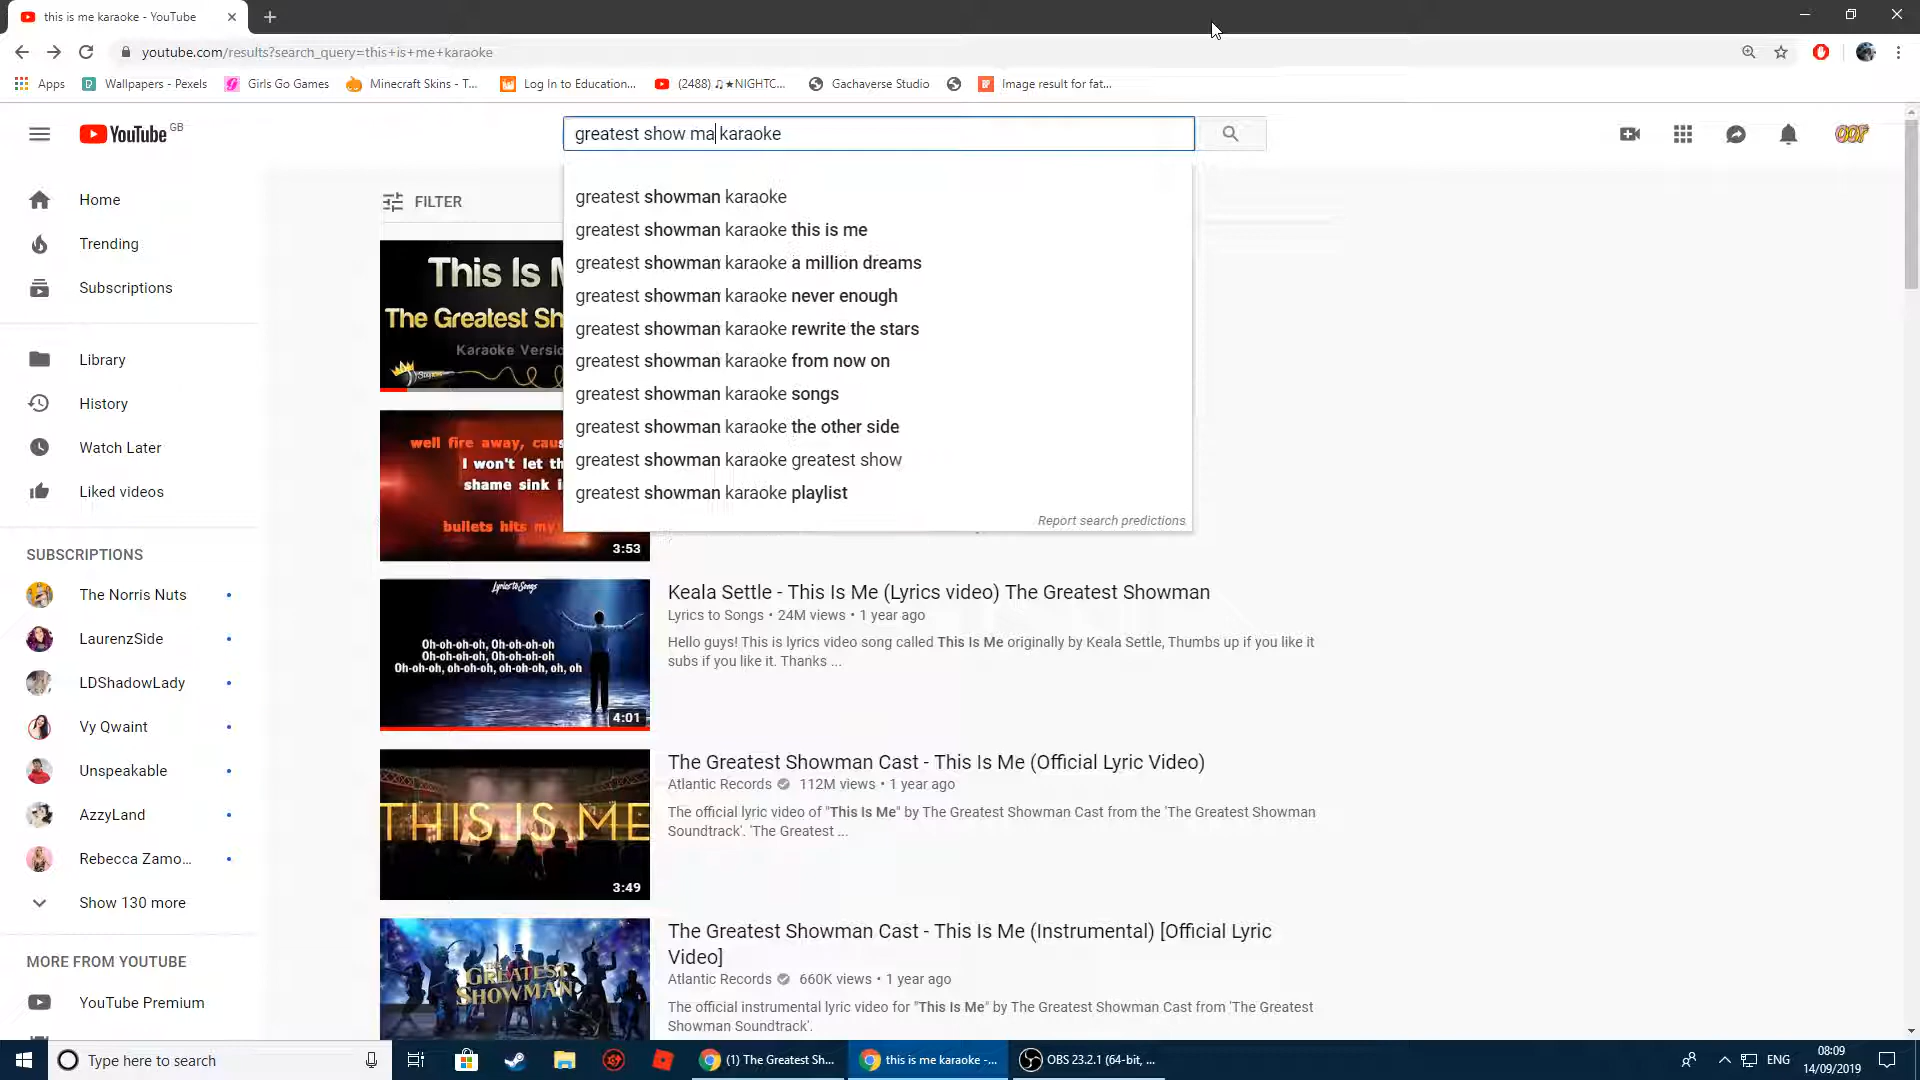 this is me karaoke - YouTube
youtube.com/results?search_query=this+is+me+karaoke
Apps
Wallpapers - Pexels
Girls Go Games
Minecraft Skins - T...
Log In to Education...
(2488) ♫★NIGHTC...
Gachaverse Studio
Image result for fat...
YouTube GB
greatest show ma karaoke
OOF
greatest showman karaoke
greatest showman karaoke this is me
greatest showman karaoke a million dreams
greatest showman karaoke never enough
greatest showman karaoke rewrite the stars
greatest showman karaoke from now on
greatest showman karaoke songs
greatest showman karaoke the other side
greatest showman karaoke greatest show
greatest showman karaoke playlist
Report search predictions
Home
Trending
Subscriptions
Library
History
Watch Later
Liked videos
SUBSCRIPTIONS
The Norris Nuts
LaurenzSide
LDShadowLady
Vy Qwaint
Unspeakable
AzzyLand
Rebecca Zamo...
Show 130 more
MORE FROM YOUTUBE
YouTube Premium
FILTER
This Is
The Greatest Sh
Karaoke Versio
well fire away, caus
I won't let th
shame sink i
bullets hits my
3:53
Lyrics to Songs
Oh-oh-oh-oh, Oh-oh-oh-oh
Oh-oh-oh, Oh-oh-oh-oh
Oh-oh-oh, oh-oh-oh, oh-oh-oh, oh, oh
4:01
Keala Settle - This Is Me (Lyrics video) The Greatest Showman
Lyrics to Songs • 24M views • 1 year ago
Hello guys! This is lyrics video song called This Is Me originally by Keala Settle, Thumbs up if you like it
subs if you like it. Thanks ...
THIS IS ME
3:49
The Greatest Showman Cast - This Is Me (Official Lyric Video)
Atlantic Records 112M views • 1 year ago
The official lyric video of "This Is Me" by The Greatest Showman Cast from the 'The Greatest Showman
Soundtrack'. 'The Greatest ...
THE GREATEST
SHOWMAN
The Greatest Showman Cast - This Is Me (Instrumental) [Official Lyric
Video]
Atlantic Records 660K views • 1 year ago
The official instrumental lyric video for "This Is Me" by The Greatest Showman Cast from 'The Greatest
Showman Soundtrack'.
Type here to search
(1) The Greatest Sh...
this is me karaoke -...
OBS 23.2.1 (64-bit, ...
ENG
08:09
14/09/2019